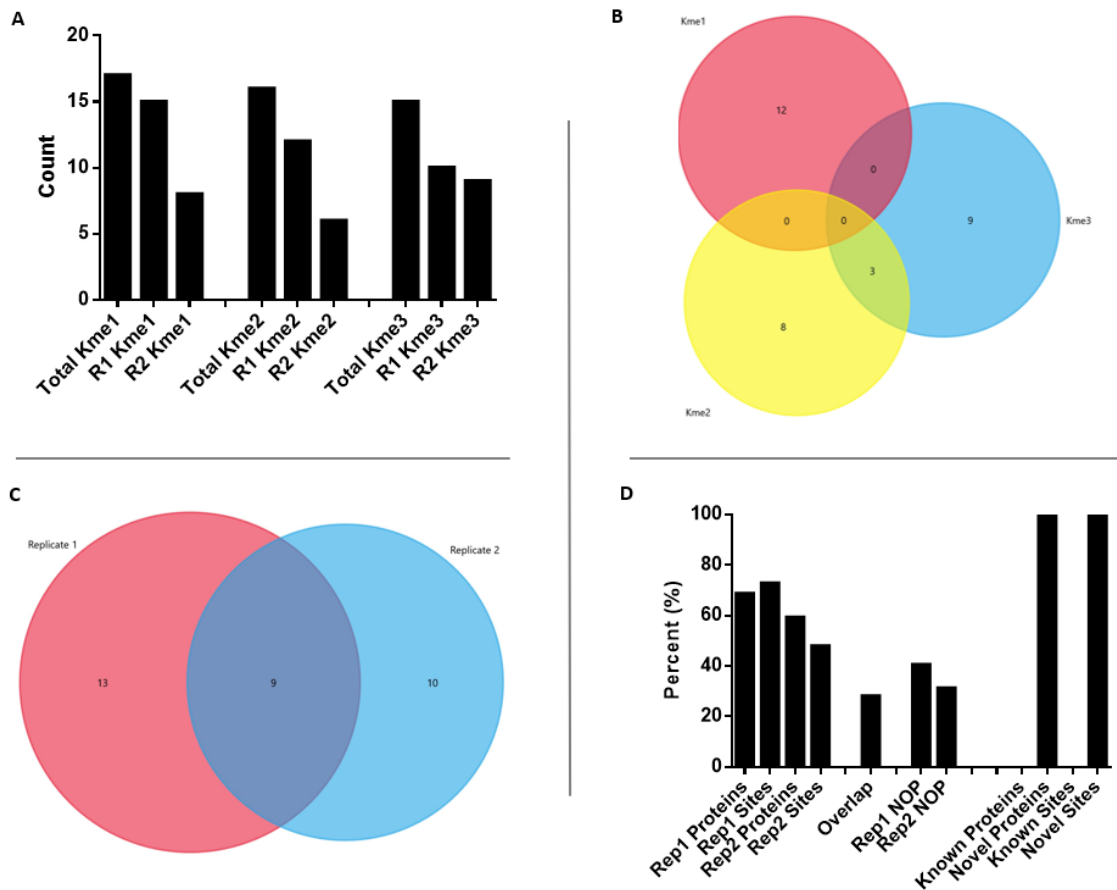 A
20
15
10
5
0
Count
Total Kme1
R1 Kme1
R2 Kme1
Total Kme2
R1 Kme2
R2 Kme2
Total Kme3
R1 Kme3
R2 Kme3
B
Kme1
12
0
0
0
9
Kme3
3
8
Kme2
C
Replicate 1
Replicate 2
13
9
10
D
100
80
60
40
20
0
Percent (%)
Rep1 Proteins
Rep1 Sites
Rep2 Proteins
Rep2 Sites
Overlap
Rep1 NOP
Rep2 NOP
Known Proteins
Novel Proteins
Known Sites
Novel Sites